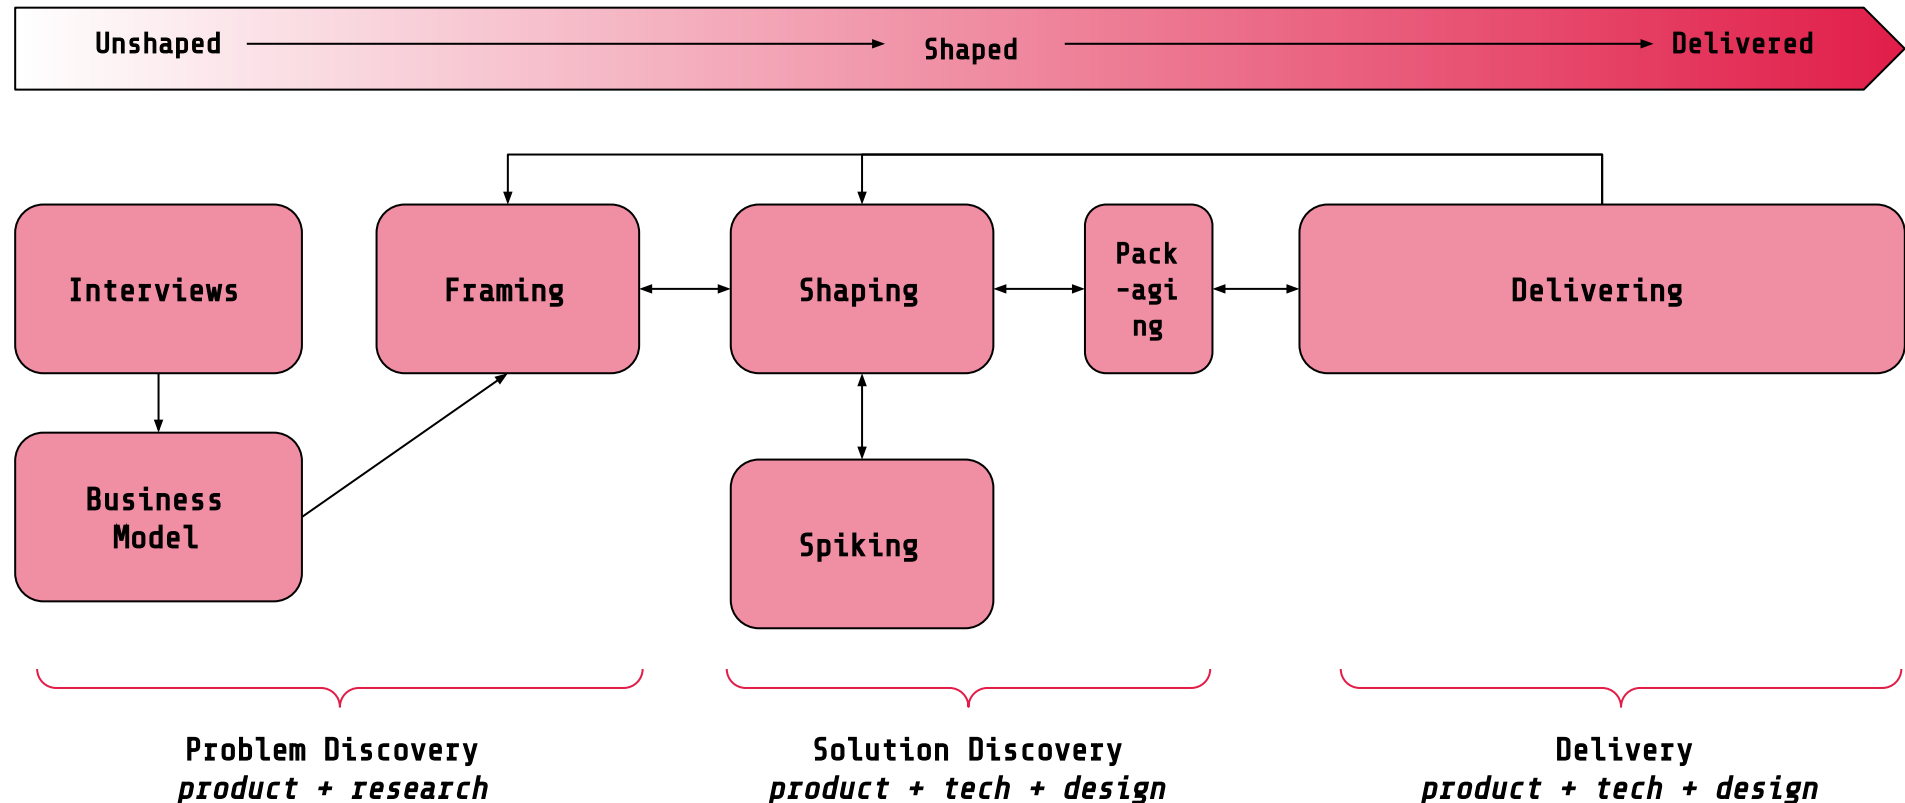 Unshaped
Shaped
Delivered
Interviews
Framing
Shaping
Pack
-agi
ng
Delivering
Business
Model
Spiking
Problem Discovery
product + research
Solution Discovery
product + tech + design
Delivery
product + tech + design